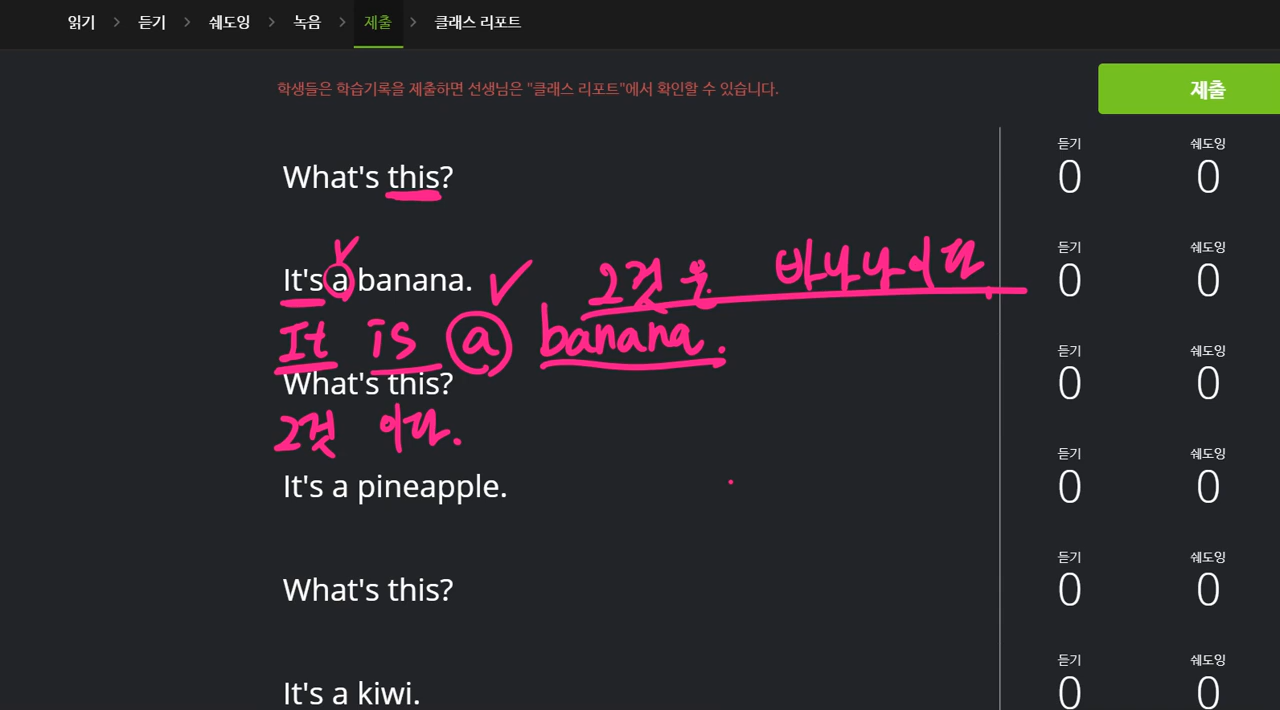 읽기 > 듣기 > 쉐도잉 > 녹음 > 제출 > 클래스 리포트
학생들은 학습기록을 제출하면 선생님은 "클래스 리포트"에서 확인할 수 있습니다.
제출
What's this?
듣기 쉐도잉
0 0
It's a banana.
그것은 바나나이다
듣기 쉐도잉
0 0
It is a banana.
What's this?
듣기 쉐도잉
0 0
그것 이다.
It's a pineapple.
듣기 쉐도잉
0 0
What's this?
듣기 쉐도잉
0 0
It's a kiwi.
듣기 쉐도잉
0 0